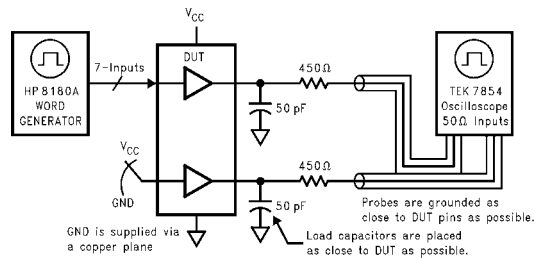 VCC
DUT
HP 8180A
WORD
GENERATOR
7-Inputs
450Ω
50 pF
TEK 7854
Oscilloscope
50Ω Inputs
VCC
GND
450Ω
50 pF
Probes are grounded as
close to DUT pins as possible.
GND is supplied via
a copper plane
Load capacitors are placed
as close to DUT as possible.